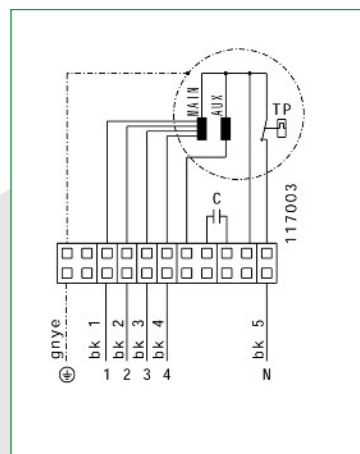 MAIN
AUX
TP
C
117003
gnye
bk 1
bk 2
bk 3
bk 4
bk 5
1 2 3 4 N